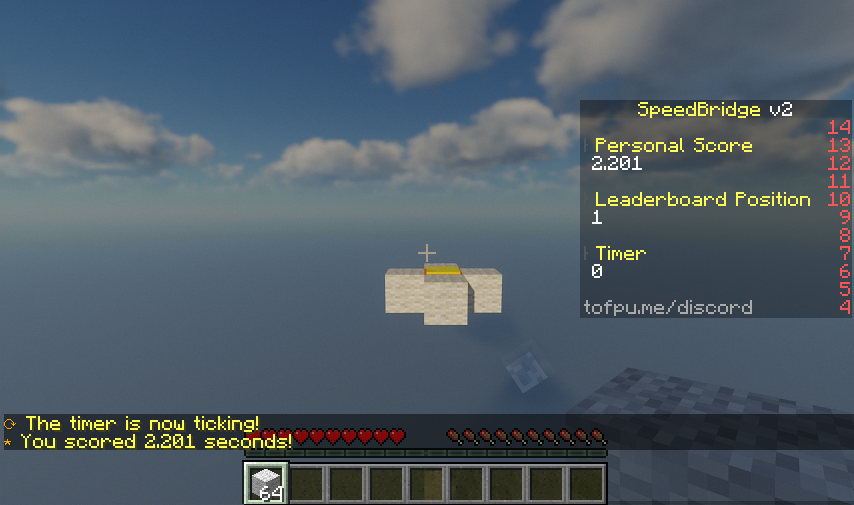 SpeedBridge v2
14
Personal Score 13
2.201 12
11
Leaderboard Position 10
1 9
8
Timer 7
0 6
5
tofpu.me/discord 4
The timer is now ticking!
* You scored 2.201 seconds!
64